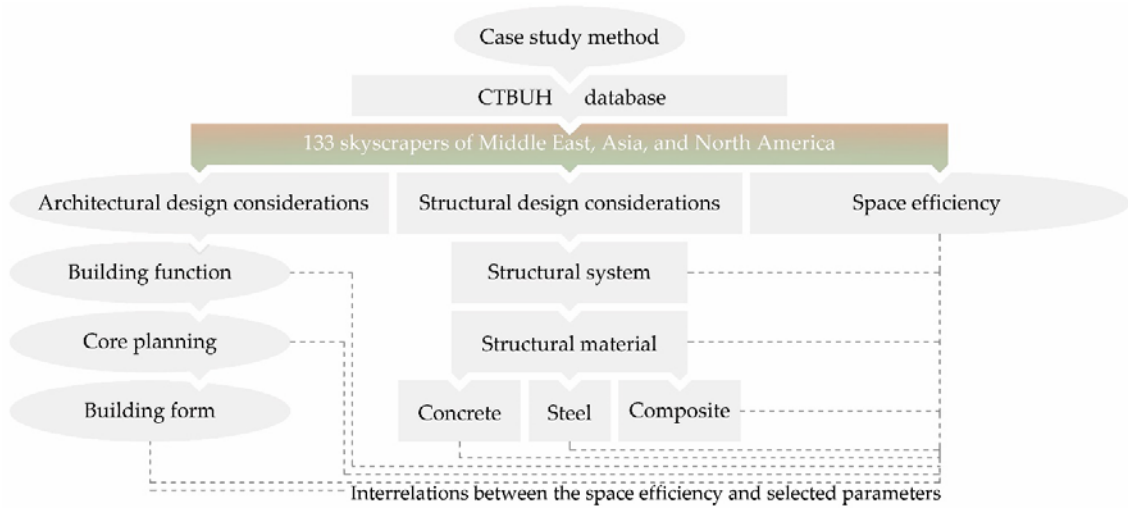 Case study method
CTBUH database
133 skyscrapers of Middle East, Asia, and North America
Architectural design considerations
Structural design considerations
Space efficiency
Building function
Structural system
Core planning
Structural material
Building form
Concrete
Steel
Composite
Interrelations between the space efficiency and selected parameters